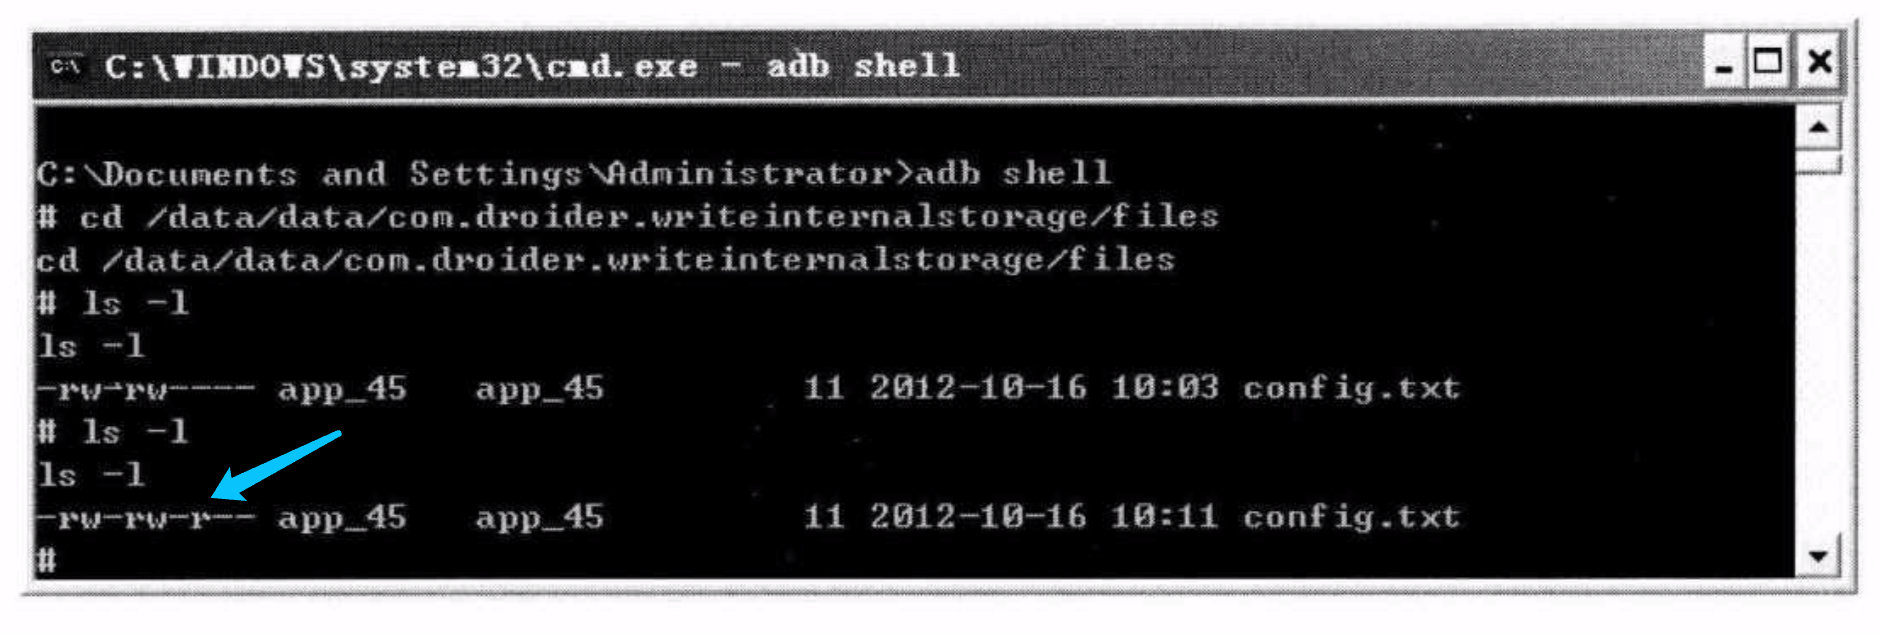 C:\WINDOWS\system32\cmd.exe - adb shell
C:\Documents and Settings\Administrator>adb shell
# cd /data/data/com.droider.writeinternalstorage/files
cd /data/data/com.droider.writeinternalstorage/files
# ls -l
ls -l
-rw-rw---- app_45   app_45         11 2012-10-16 10:03 config.txt
# ls -l
ls -l
-rw-rw-r-- app_45   app_45         11 2012-10-16 10:11 config.txt
#